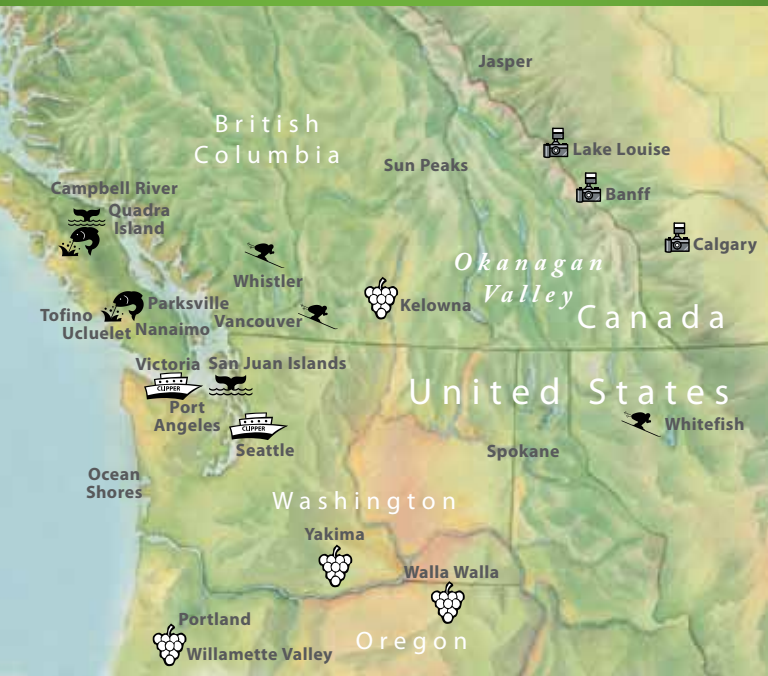 Jasper
British
Columbia
Lake Louise
Sun Peaks
Banff
Campbell River
Quadra
Island
Calgary
Okanagan
Valley
Whistler
Kelowna
Parksville
Tofino
Ucluelet
Nanaimo
Vancouver
Canada
Victoria
San Juan Islands
CLIPPER
United States
Port
Angeles
CLIPPER
Seattle
Whitefish
Spokane
Ocean
Shores
Washington
Yakima
Walla Walla
Portland
Oregon
Willamette Valley